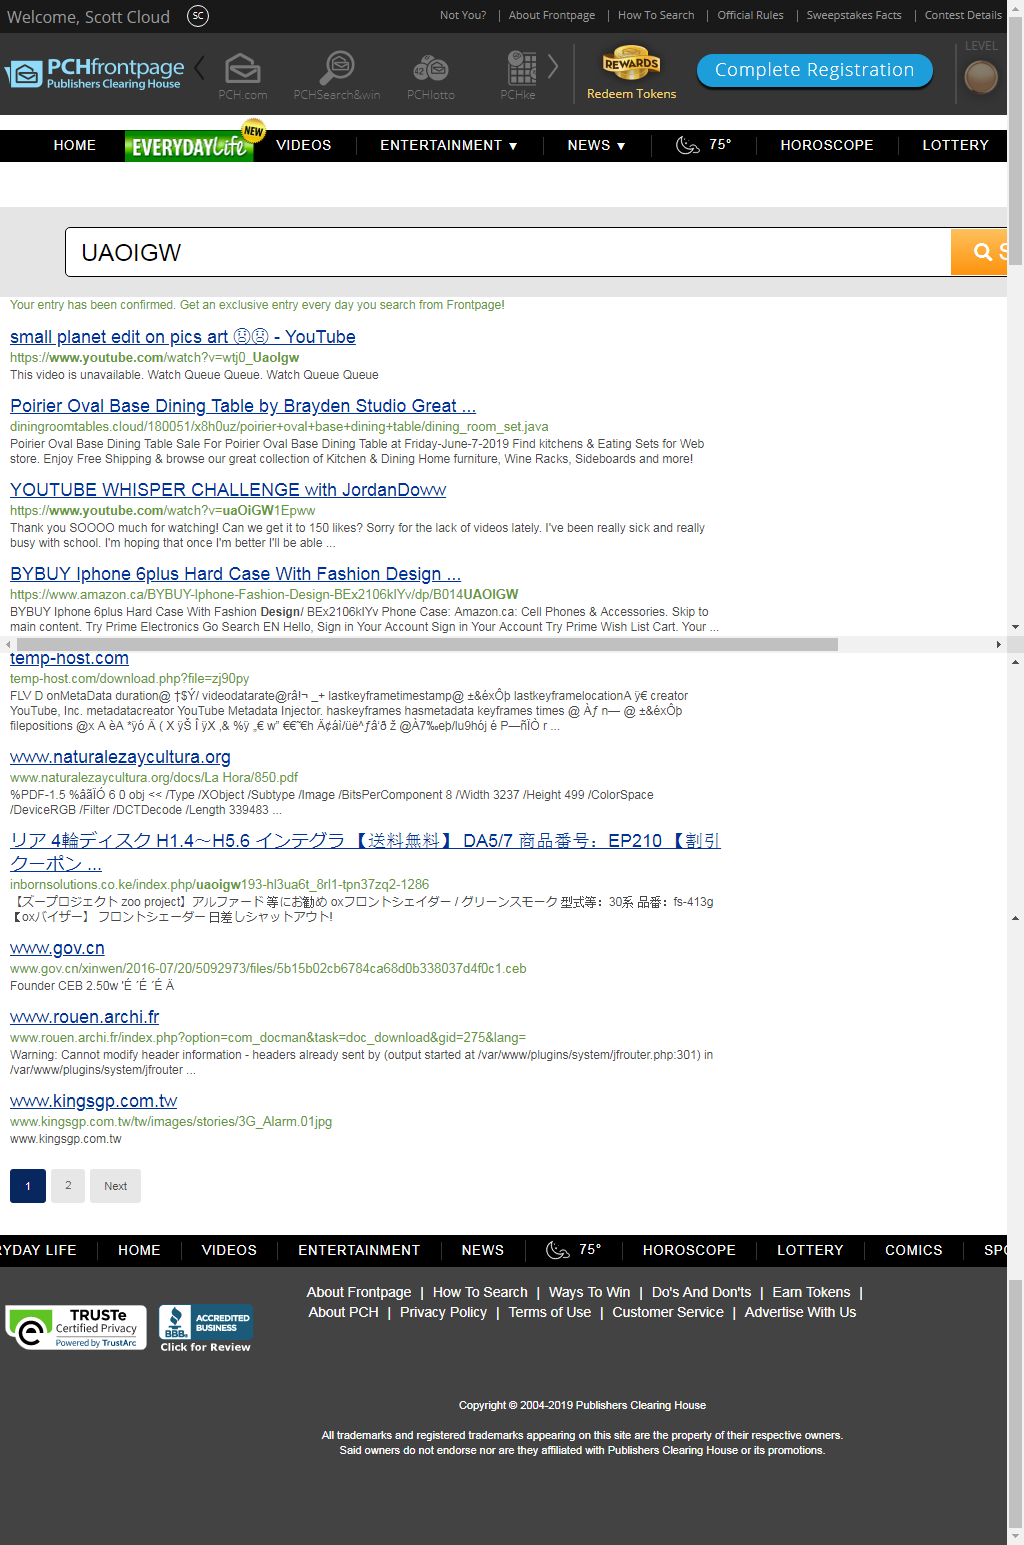 Welcome, Scott Cloud SC
Not You? | About Frontpage | How To Search | Official Rules | Sweepstakes Facts | Contest Details
PCHfrontpage
Publishers Clearing House
PCH.com PCHSearch&win PCHlotto PCHke
REWARDS
Redeem Tokens
Complete Registration
LEVEL
HOME EVERYDAY Life NEW VIDEOS ENTERTAINMENT ▼ NEWS ▼ 75° HOROSCOPE LOTTERY
UAOIGW
S
Your entry has been confirmed. Get an exclusive entry every day you search from Frontpage!
small planet edit on pics art 😫😫 - YouTube
https://www.youtube.com/watch?v=wtj0_UaoIgw
This video is unavailable. Watch Queue Queue. Watch Queue Queue
Poirier Oval Base Dining Table by Brayden Studio Great ...
diningroomtables.cloud/180051/x8h0uz/poirier+oval+base+dining+table/dining_room_set.java
Poirier Oval Base Dining Table Sale For Poirier Oval Base Dining Table at Friday-June-7-2019 Find kitchens & Eating Sets for Web
store. Enjoy Free Shipping & browse our great collection of Kitchen & Dining Home furniture, Wine Racks, Sideboards and more!
YOUTUBE WHISPER CHALLENGE with JordanDoww
https://www.youtube.com/watch?v=uaOiGW1Epww
Thank you SOOOO much for watching! Can we get it to 150 likes? Sorry for the lack of videos lately. I've been really sick and really
busy with school. I'm hoping that once I'm better I'll be able ...
BYBUY Iphone 6plus Hard Case With Fashion Design ...
https://www.amazon.ca/BYBUY-Iphone-Fashion-Design-BEx2106kIYv/dp/B014UAOIGW
BYBUY Iphone 6plus Hard Case With Fashion Design/ BEx2106kIYv Phone Case: Amazon.ca: Cell Phones & Accessories. Skip to
main content. Try Prime Electronics Go Search EN Hello, Sign in Your Account Sign in Your Account Try Prime Wish List Cart. Your ...
temp-host.com
temp-host.com/download.php?file=zj90py
FLV D onMetaData duration@ †$Ý/ videodatarate@râ!¬ _+ lastkeyframetimestamp@ ±&éxÔþ lastkeyframelocationA ÿ€ creator
YouTube, Inc. metadatacreator YouTube Metadata Injector. haskeyframes hasmetadata keyframes times @ Àƒ n— @ ±&éxÔþ
filepositions @x A èA *ÿó Ä ( X ÿŠ Î ÿX ,& %ÿ „€ w" €€˜€h
www.naturalezaycultura.org
www.naturalezaycultura.org/docs/La Hora/850.pdf
%PDF-1.5 %âãÏÓ 6 0 obj << /Type /XObject /Subtype /Image /BitsPerComponent 8 /Width 3237 /Height 499 /ColorSpace
/DeviceRGB /Filter /DCTDecode /Length 339483 ...
リア 4輪ディスク H1.4～H5.6 インテグラ 【送料無料】 DA5/7 商品番号：EP210 【割引
クーポン ...
inbornsolutions.co.ke/index.php/uaoigw193-hl3ua6t_8rl1-tpn37zq2-1286
【ズープロジェクト zoo project】アルファード 等にお勧め oxフロントシェイダー / グリーンスモーク 型式等：30系 品番：fs-413g
【oxバイザー】 フロントシェーダー 日差しシャットアウト!
www.gov.cn
www.gov.cn/xinwen/2016-07/20/5092973/files/5b15b02cb6784ca68d0b338037d4f0c1.ceb
Founder CEB 2.50w 'É ´É ´É Ä
www.rouen.archi.fr
www.rouen.archi.fr/index.php?option=com_docman&task=doc_download&gid=275&lang=
Warning: Cannot modify header information - headers already sent by (output started at /var/www/plugins/system/jfrouter.php:301) in
/var/www/plugins/system/jfrouter ...
www.kingsgp.com.tw
www.kingsgp.com.tw/tw/images/stories/3G_Alarm.01jpg
www.kingsgp.com.tw
1 2 Next
RYDAY LIFE HOME VIDEOS ENTERTAINMENT NEWS 75° HOROSCOPE LOTTERY COMICS SPO
About Frontpage | How To Search | Ways To Win | Do's And Don'ts | Earn Tokens |
About PCH | Privacy Policy | Terms of Use | Customer Service | Advertise With Us
TRUSTe
Certified Privacy
Powered by TrustArc
BBB. ACCREDITED
BUSINESS
Click for Review
Copyright © 2004-2019 Publishers Clearing House
All trademarks and registered trademarks appearing on this site are the property of their respective owners.
Said owners do not endorse nor are they affiliated with Publishers Clearing House or its promotions.